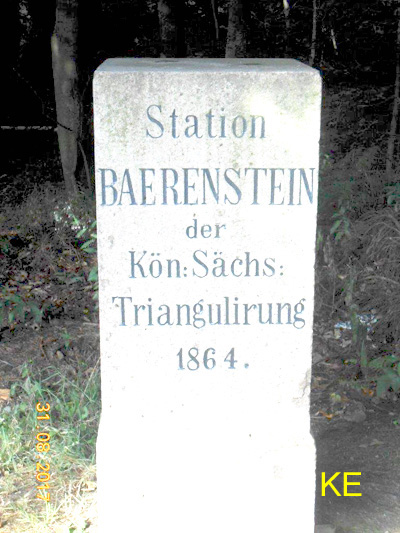 Station
BAERENSTEIN
der
Kön: Sächs:
Triangulirung
1864.
31.08.2017
KE